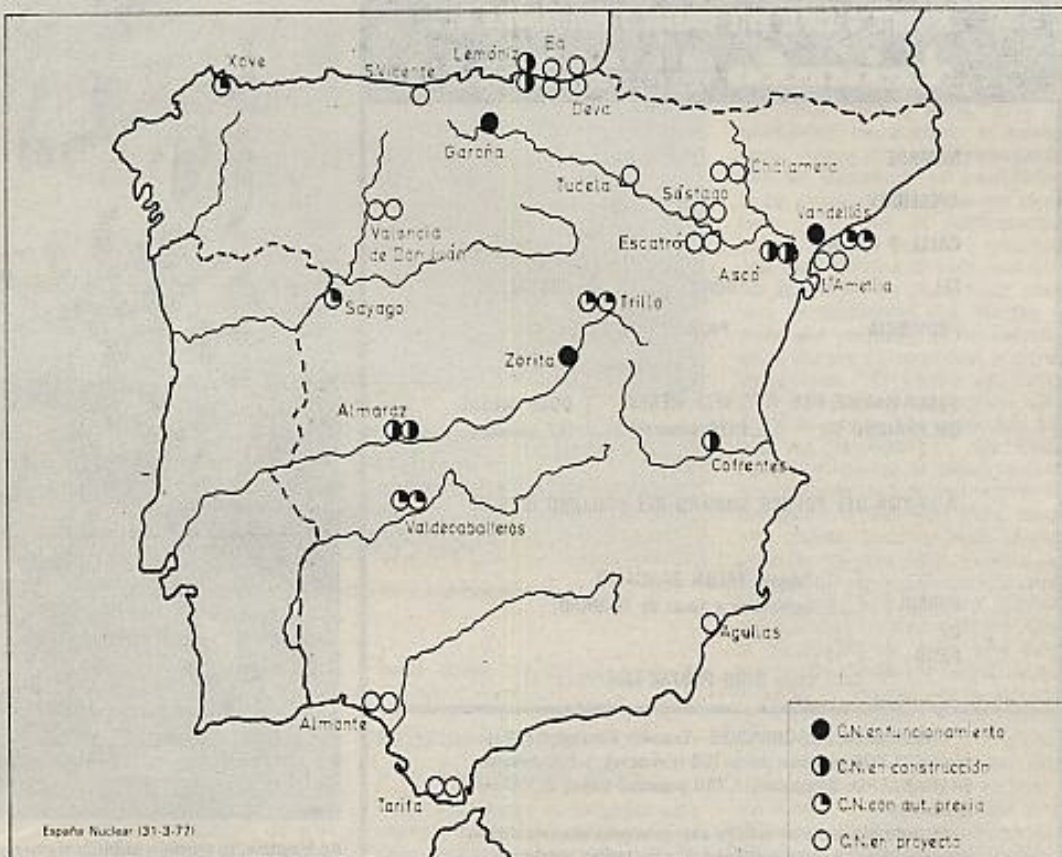 Xove
S.Vicente
Lemóniz
Ea
Deva
Garoña
Tudela
Chalamera
Sástago
Escatrón
Vandellós
Ascó
L'Ametlla
Valencia
de Don Juán
Sayago
Trillo
Zorita
Almaraz
Cofrentes
Valdecaballeros
Aguilas
Almonte
Tarifa
C.N.en funcionamiento
C.N. en construcción
C.N. con aut. previa
C.N. en proyecto
España Nuclear (31-3-77)